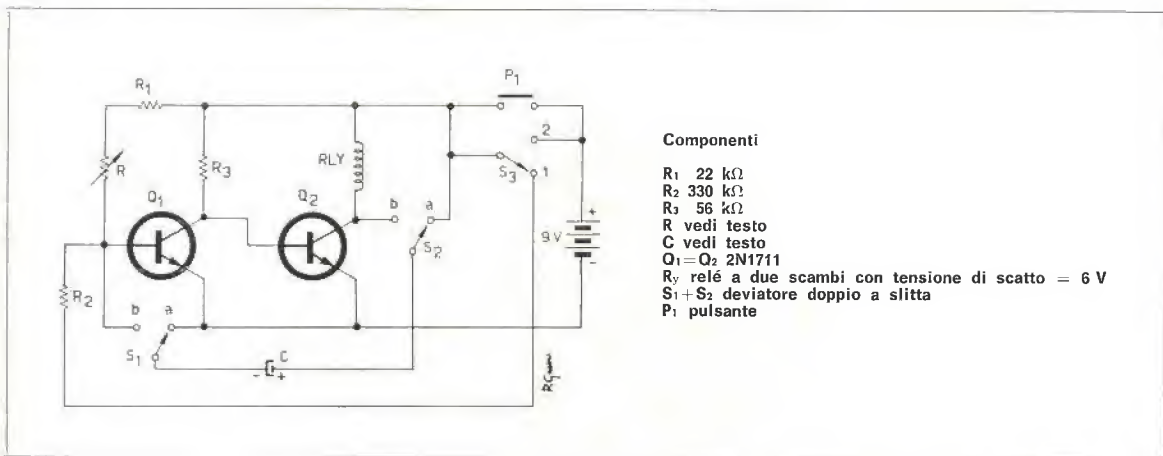 P1
R1
2
R
R3
RLY
S3
1
Q1
Q2
b
a
S2
9V
+
-
R2
b
a
S1
-
C
+
Componenti
R1 22 kΩ
R2 330 kΩ
R3 56 kΩ
R vedi testo
C vedi testo
Q1=Q2 2N1711
Ry relé a due scambi con tensione di scatto = 6 V
S1+S2 deviatore doppio a slitta
P1 pulsante